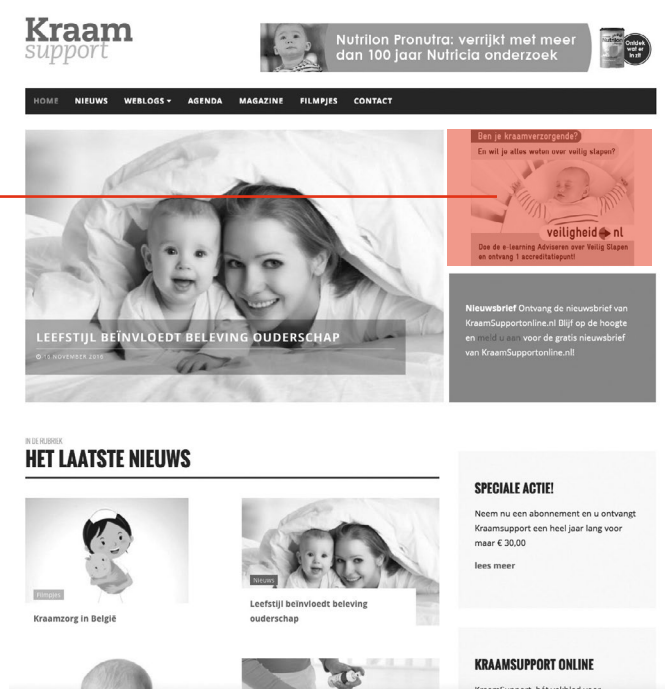 Kraam
support
Nutrilon Pronutra: verrijkt met meer
dan 100 jaar Nutricia onderzoek
Ontdek
wat er
in zit
HOME NIEUWS WEBLOGS AGENDA MAGAZINE FILMPJES CONTACT
Ben je kraamverzorgende?
En wil je alles weten over veilig slapen?
veiligheid nl
Doe de e-learning Adviseren over Veilig Slapen
en ontvang 1 accreditatiepunt!
LEEFSTIJL BEÏNVLOEDT BELEVING OUDERSCHAP
NOVEMBER
Nieuwsbrief Ontvang de nieuwsbrief van
KraamSupportonline.nl Blijf op de hoogte
en meld u aan voor de gratis nieuwsbrief
van KraamSupportonline.nl!
IN DE RUBRIEK
HET LAATSTE NIEUWS
Filmpjes
Kraamzorg in België
Nieuws
Leefstijl beïnvloedt beleving
ouderschap
SPECIALE ACTIE!
Neem nu een abonnement en u ontvangt
Kraamsupport een heel jaar lang voor
maar € 30,00
lees meer
KRAAMSUPPORT ONLINE